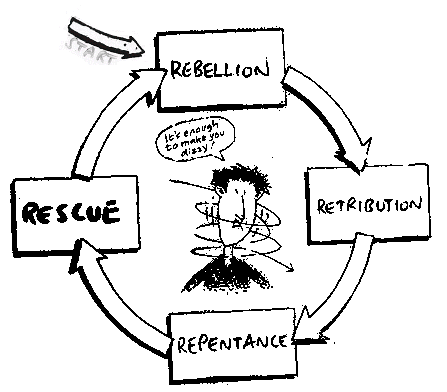 START
REBELLION
It's enough
to make you
dizzy!
RETRIBUTION
RESCUE
REPENTANCE